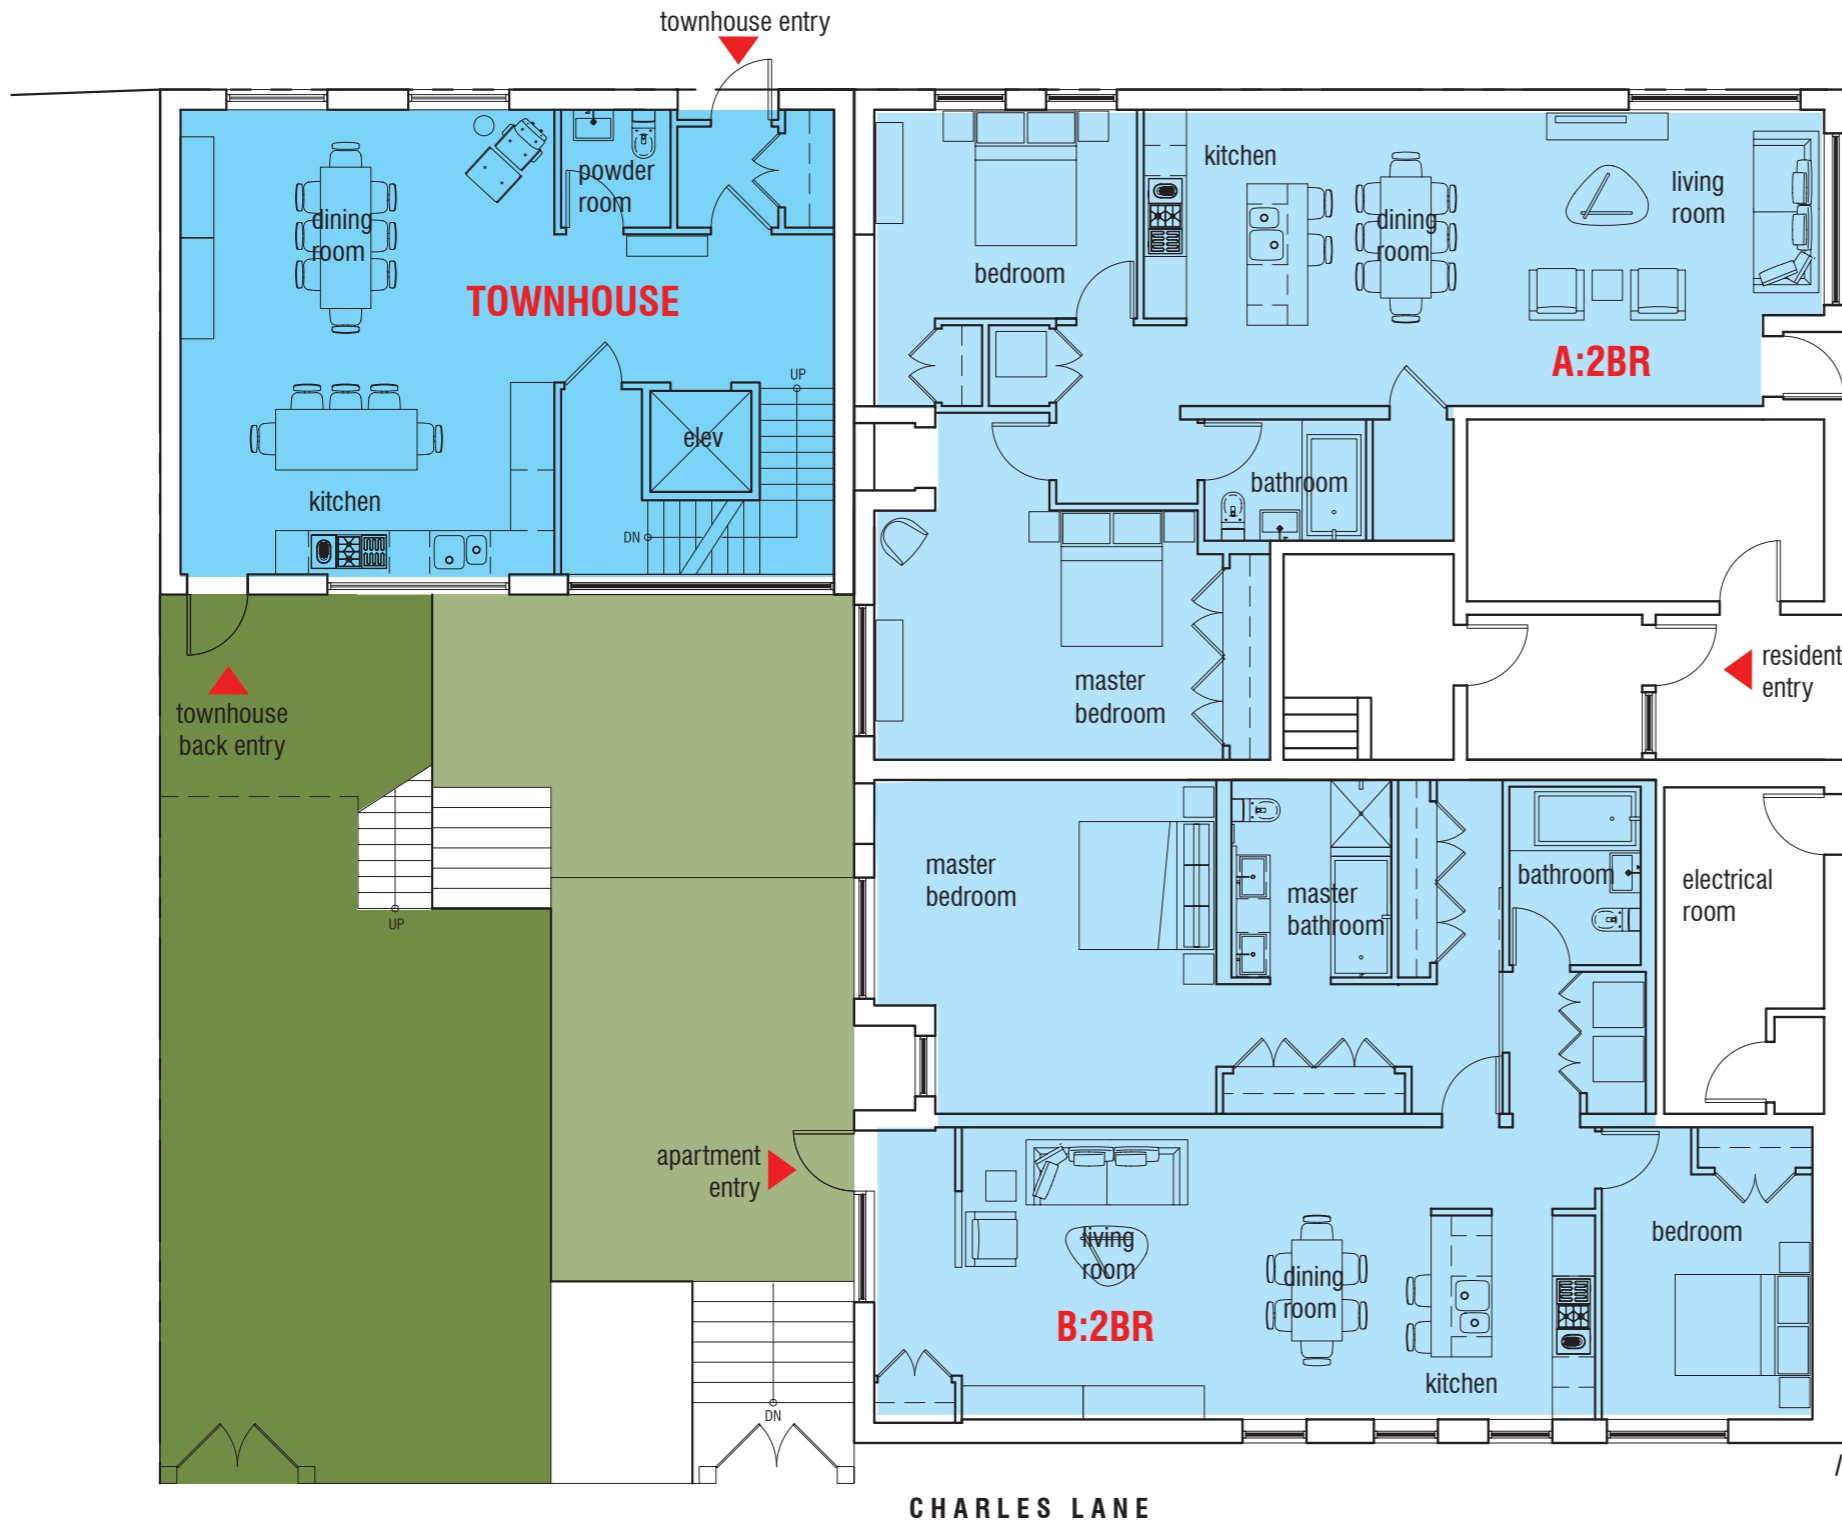 townhouse entry
powder
room
dining
room
TOWNHOUSE
UP
elev
kitchen
DN
townhouse
back entry
UP
apartment
entry
DN
kitchen
living
room
dining
room
bedroom
A:2BR
bathroom
master
bedroom
resident
entry
master
bedroom
master
bathroom
bathroom
electrical
room
living
room
dining
room
bedroom
B:2BR
kitchen
CHARLES LANE